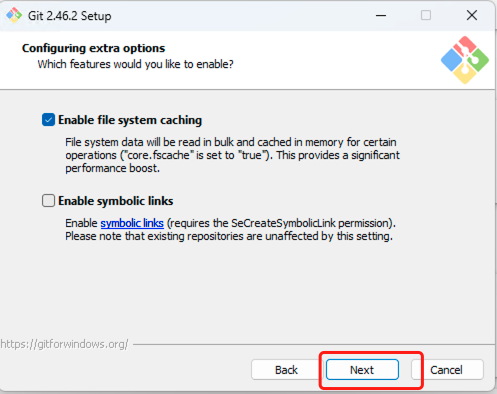 Git 2.46.2 Setup
Configuring extra options
Which features would you like to enable?
Enable file system caching
File system data will be read in bulk and cached in memory for certain
operations ("core.fscache" is set to "true"). This provides a significant
performance boost.
Enable symbolic links
Enable symbolic links (requires the SeCreateSymbolicLink permission).
Please note that existing repositories are unaffected by this setting.
https://gitforwindows.org/
Back Next Cancel